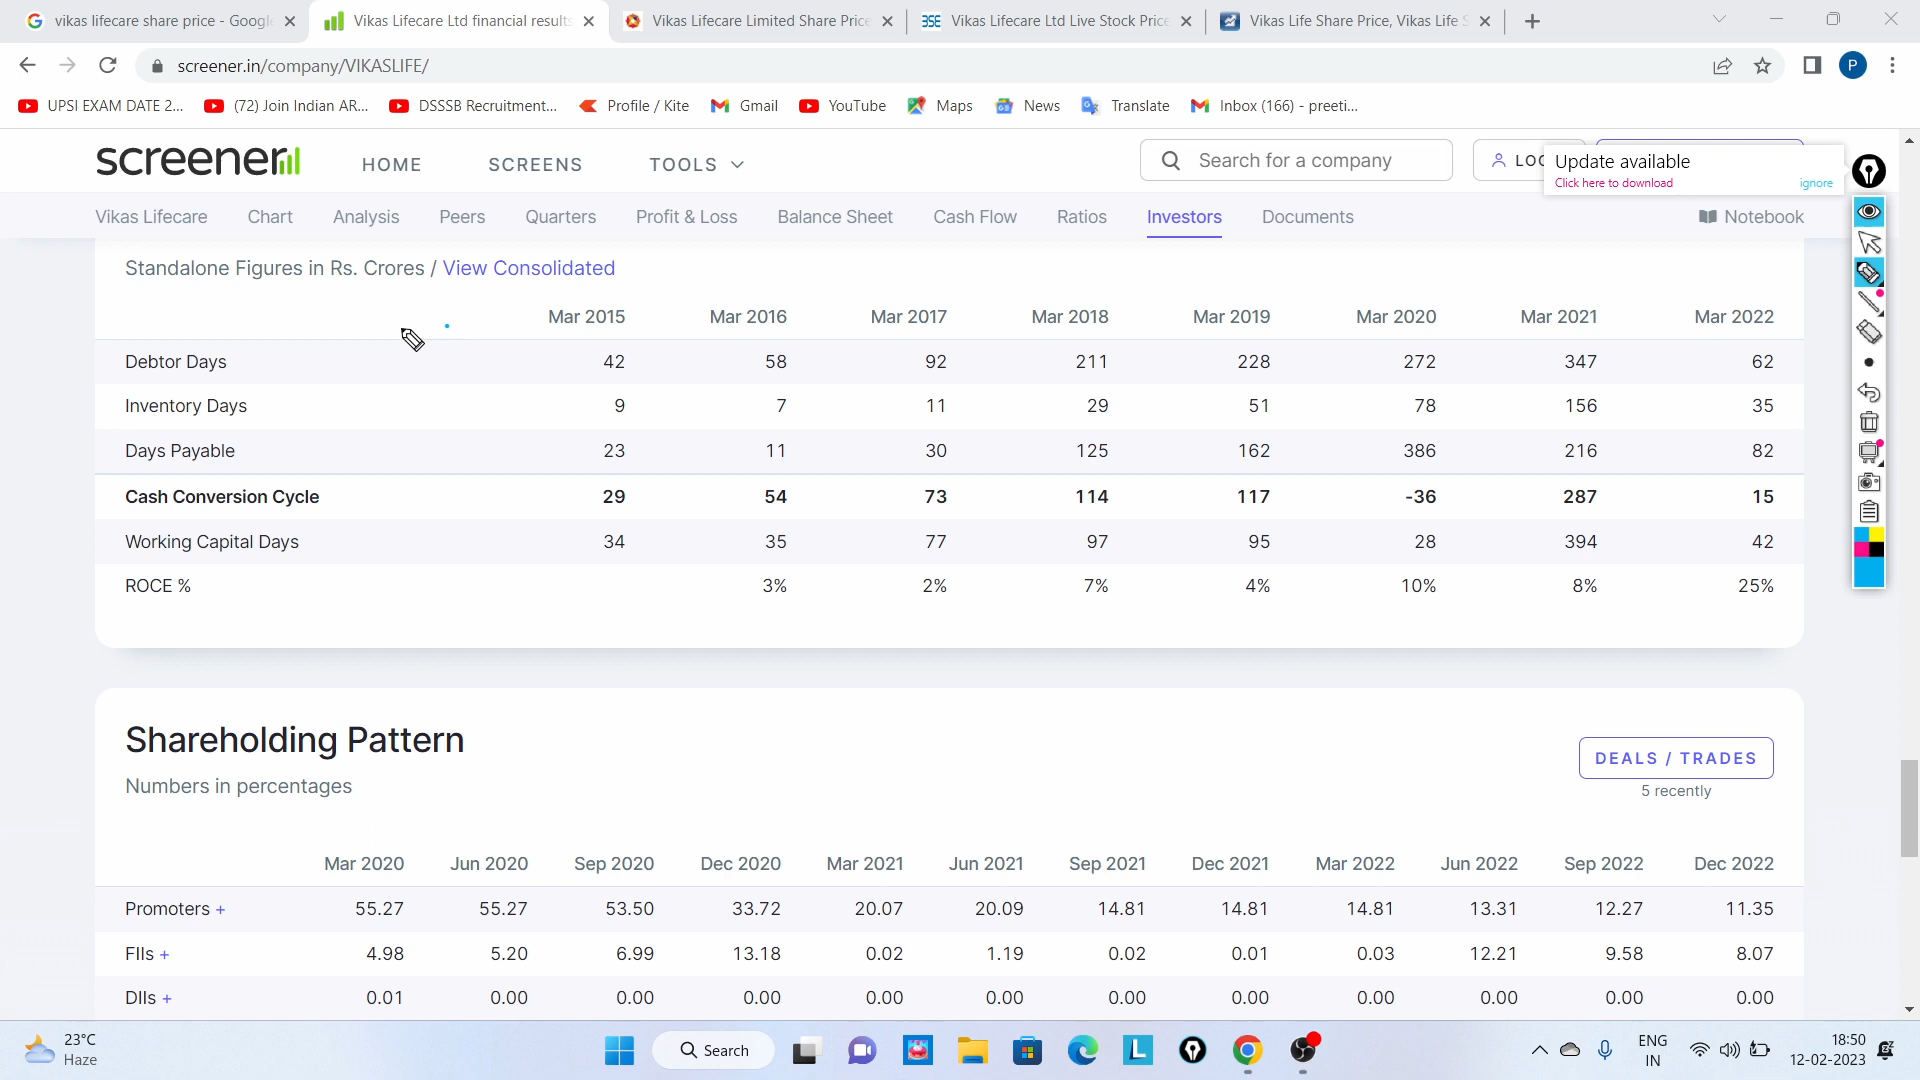 vikas lifecare share price - Google
Vikas Lifecare Ltd financial results
Vikas Lifecare Limited Share Price
BSE Vikas Lifecare Ltd Live Stock Price
Vikas Life Share Price, Vikas Life S
screener.in/company/VIKASLIFE/
P
UPSI EXAM DATE 2... (72) Join Indian AR... DSSSB Recruitment... Profile / Kite Gmail YouTube Maps News Translate Inbox (166) - preeti...
screener HOME SCREENS TOOLS Search for a company LOG
Update available
Click here to download ignore
Vikas Lifecare Chart Analysis Peers Quarters Profit & Loss Balance Sheet Cash Flow Ratios Investors Documents Notebook
Standalone Figures in Rs. Crores / View Consolidated
Mar 2015 Mar 2016 Mar 2017 Mar 2018 Mar 2019 Mar 2020 Mar 2021 Mar 2022
Debtor Days 42 58 92 211 228 272 347 62
Inventory Days 9 7 11 29 51 78 156 35
Days Payable 23 11 30 125 162 386 216 82
Cash Conversion Cycle 29 54 73 114 117 -36 287 15
Working Capital Days 34 35 77 97 95 28 394 42
ROCE % 3% 2% 7% 4% 10% 8% 25%
Shareholding Pattern
Numbers in percentages
DEALS / TRADES
5 recently
Mar 2020 Jun 2020 Sep 2020 Dec 2020 Mar 2021 Jun 2021 Sep 2021 Dec 2021 Mar 2022 Jun 2022 Sep 2022 Dec 2022
Promoters + 55.27 55.27 53.50 33.72 20.07 20.09 14.81 14.81 14.81 13.31 12.27 11.35
FIIs + 4.98 5.20 6.99 13.18 0.02 1.19 0.02 0.01 0.03 12.21 9.58 8.07
DIIs + 0.01 0.00 0.00 0.00 0.00 0.00 0.00 0.00 0.00 0.00 0.00 0.00
23°C
Haze
Search
L
ENG
IN
18:50
12-02-2023